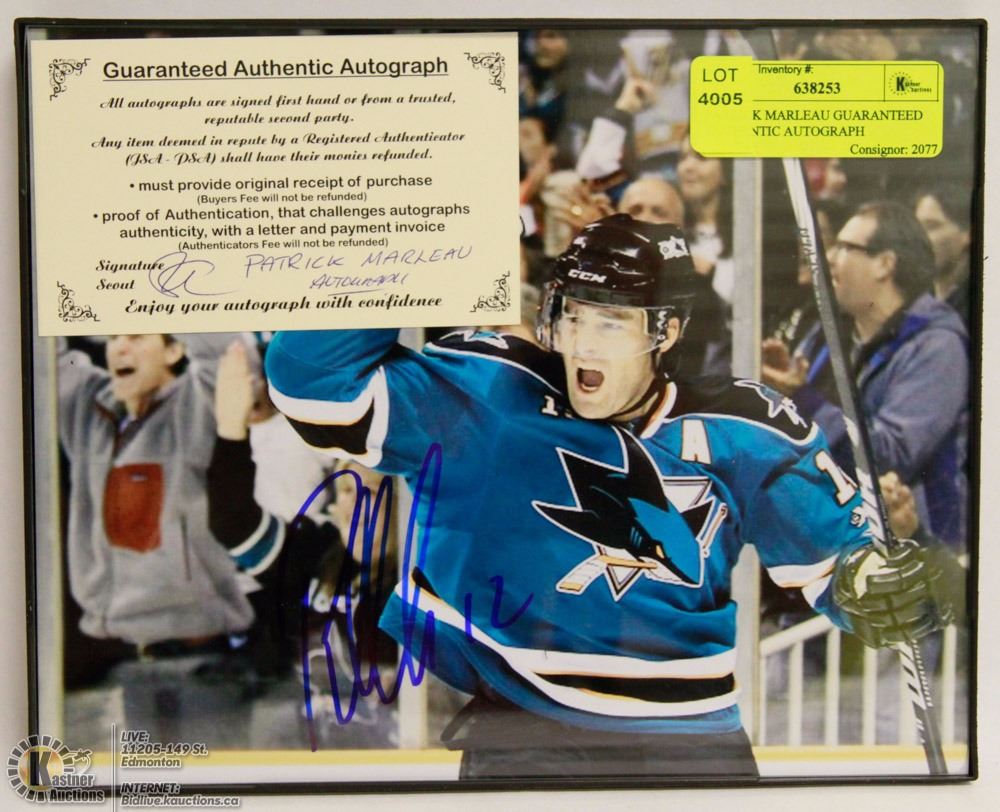 Guaranteed Authentic Autograph
All autographs are signed first hand or from a trusted,
reputable second party.
Any item deemed in repute by a Registered Authenticator
(JSA - PSA) shall have their monies refunded.
• must provide original receipt of purchase
(Buyers Fee will not be refunded)
• proof of Authentication, that challenges autographs
authenticity, with a letter and payment invoice
(Authenticators Fee will not be refunded)
Signature PATRICK MARLEAU
Scout AUTOGRAPH
Enjoy your autograph with confidence
LOT
4005
Inventory #:
638253
Kastner
Auctions
K MARLEAU GUARANTEED
NTIC AUTOGRAPH
Consignor: 2077
CCM
A
1
12
Kastner
Auctions
LIVE:
11205-149 St.
Edmonton
INTERNET:
Bidlive.kauctions.ca